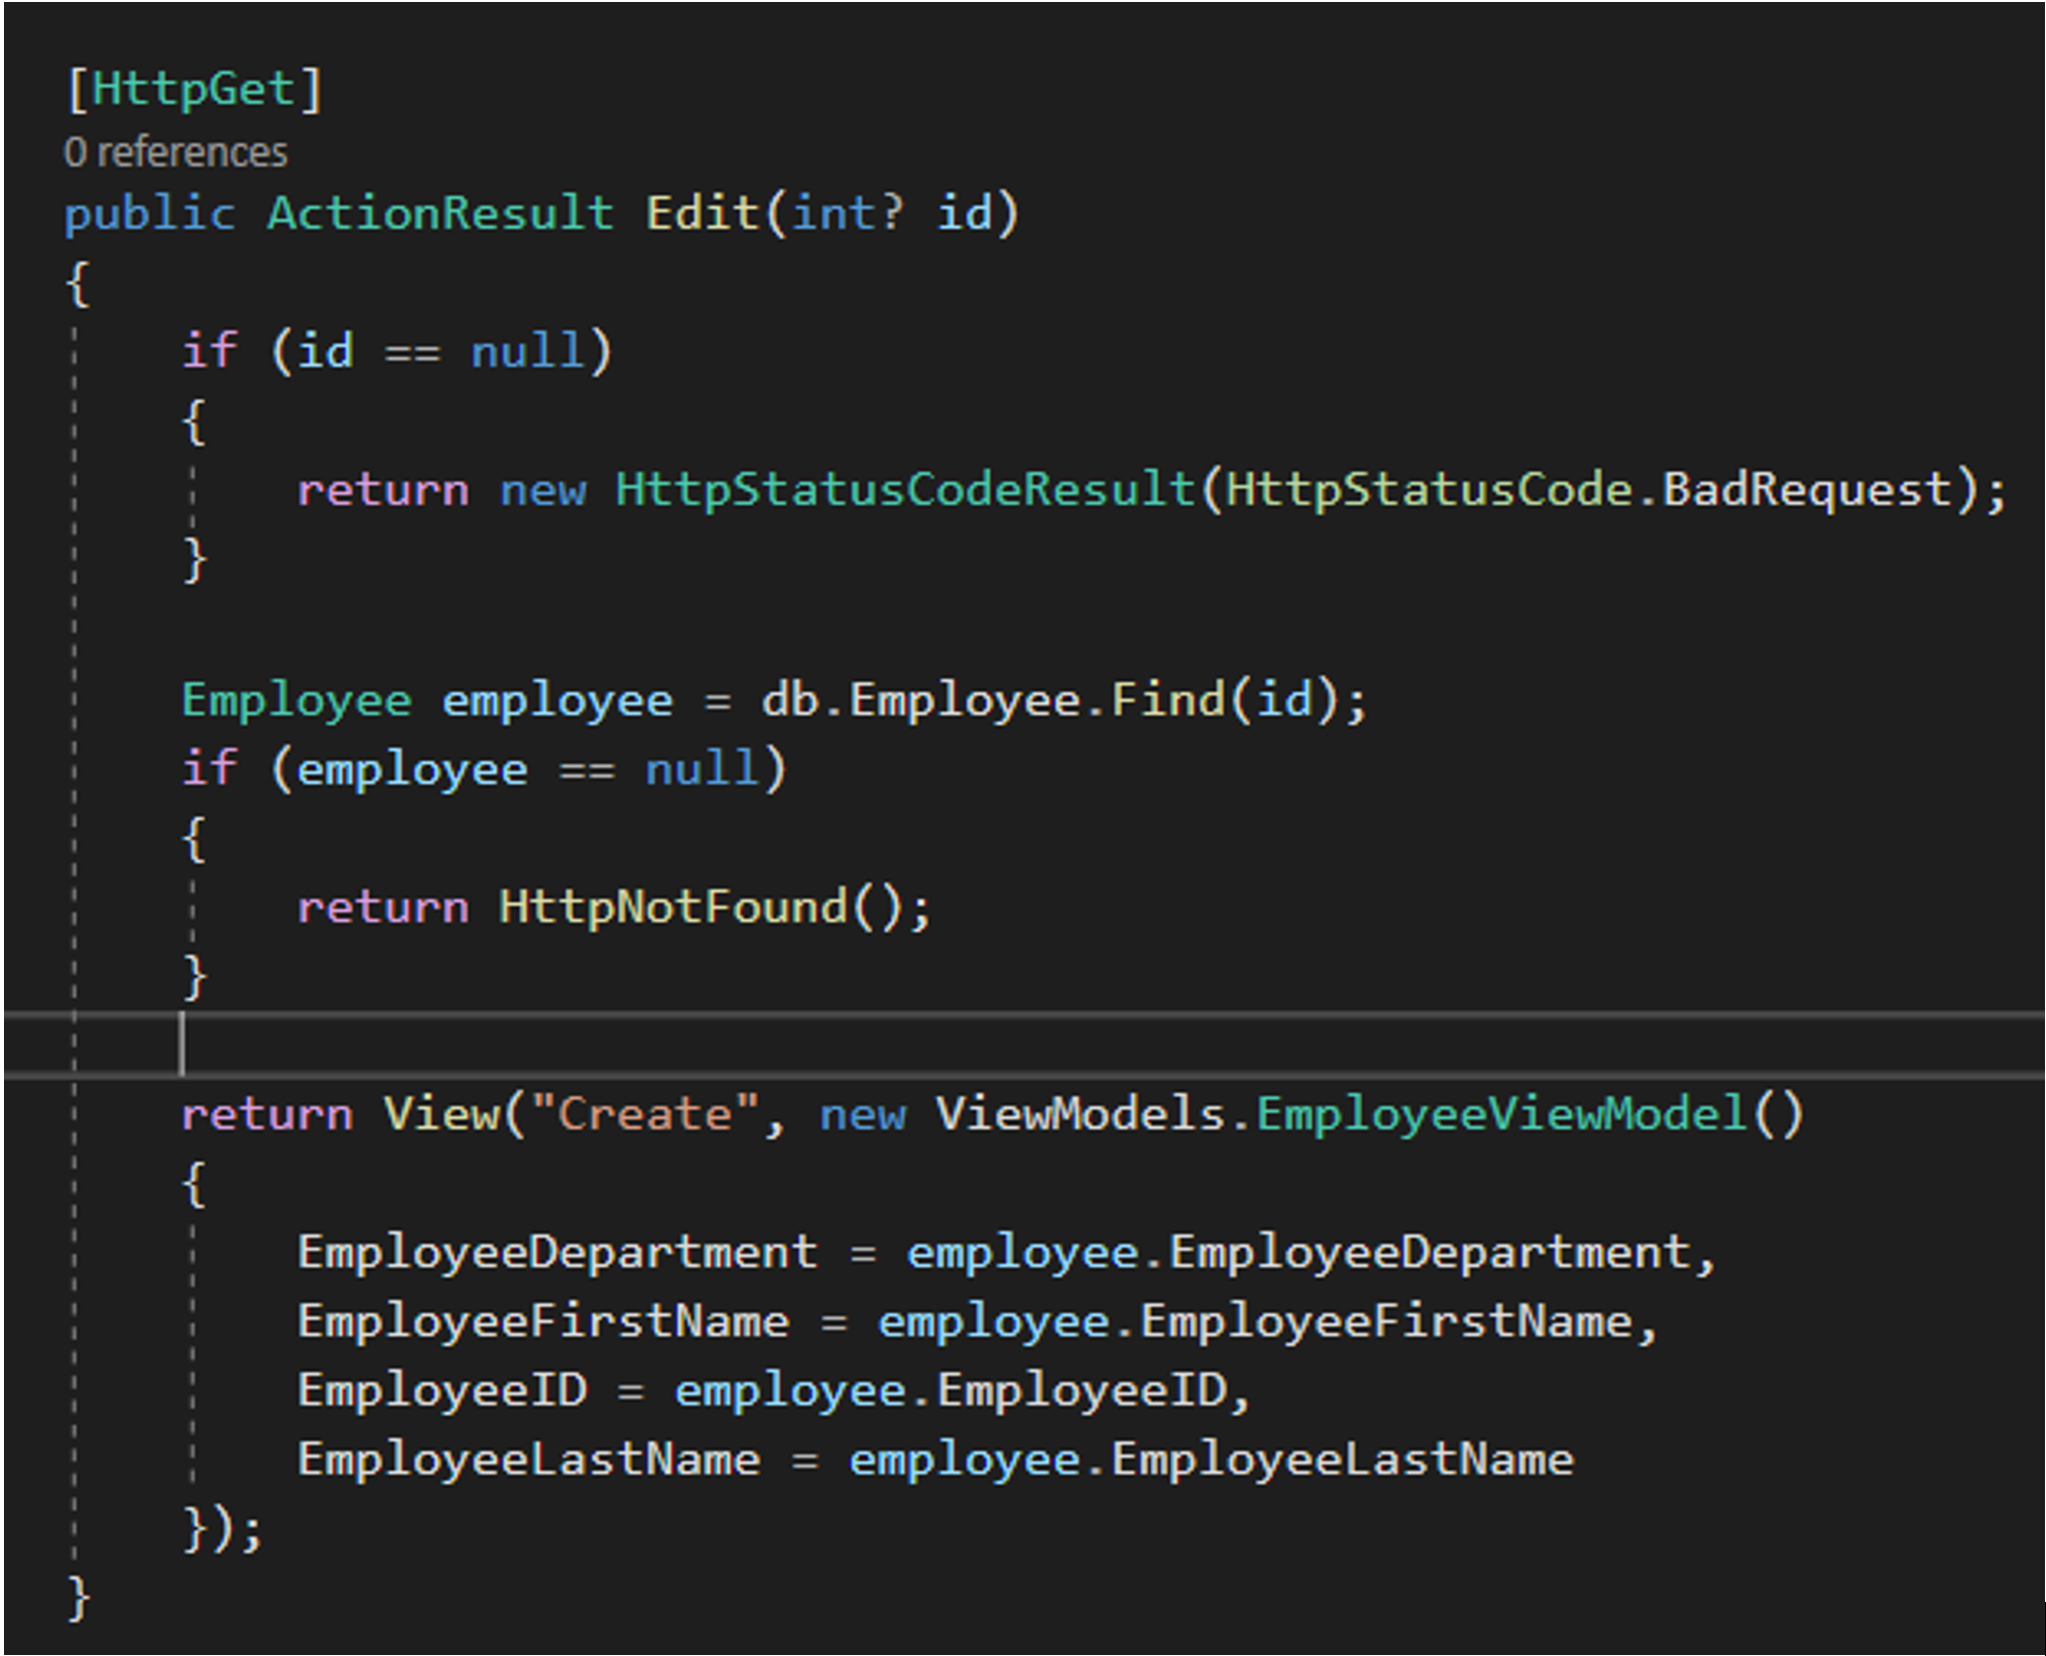 [HttpGet]
0 references
public ActionResult Edit(int? id)
{
    if (id == null)
    {
        return new HttpStatusCodeResult(HttpStatusCode.BadRequest);
    }

    Employee employee = db.Employee.Find(id);
    if (employee == null)
    {
        return HttpNotFound();
    }

    return View("Create", new ViewModels.EmployeeViewModel()
    {
        EmployeeDepartment = employee.EmployeeDepartment,
        EmployeeFirstName = employee.EmployeeFirstName,
        EmployeeID = employee.EmployeeID,
        EmployeeLastName = employee.EmployeeLastName
    });
}